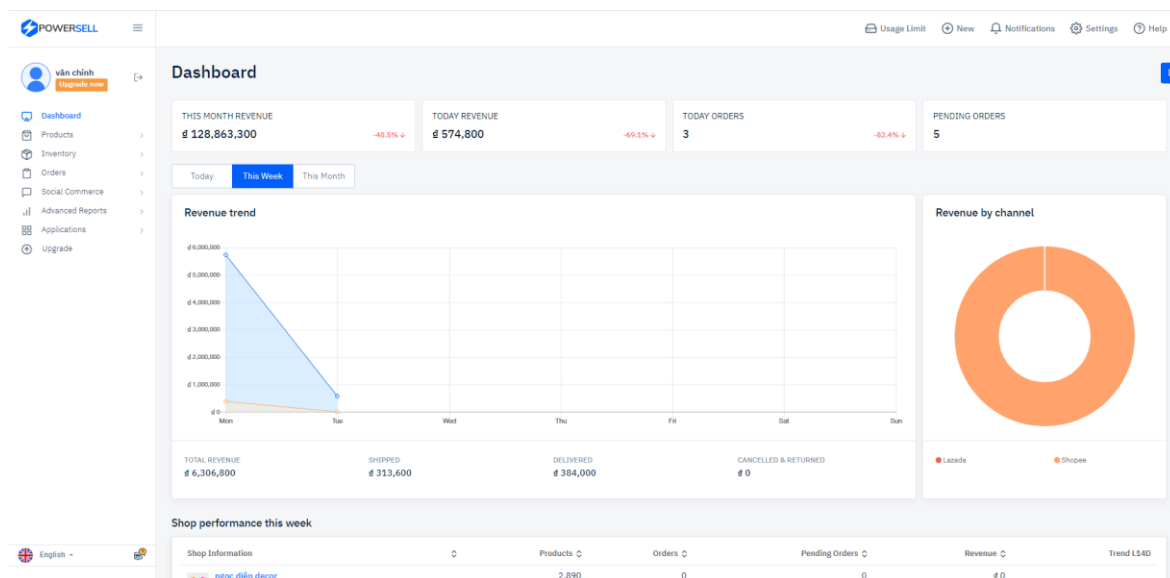 POWERSELL
Usage Limit New Notifications Settings Help
văn chính
Upgrade now
Dashboard
Products
Inventory
Orders
Social Commerce
Advanced Reports
Applications
Upgrade
English
Dashboard
THIS MONTH REVENUE
₫ 128,863,300 -48.5% ↓
TODAY REVENUE
₫ 574,800 -69.1% ↓
TODAY ORDERS
3 -82.4% ↓
PENDING ORDERS
5
Today This Week This Month
Revenue trend
₫ 6,000,000
₫ 5,000,000
₫ 4,000,000
₫ 3,000,000
₫ 2,000,000
₫ 1,000,000
₫ 0
Mon Tue Wed Thu Fri Sat Sun
TOTAL REVENUE SHIPPED DELIVERED CANCELLED & RETURNED
₫ 6,306,800 ₫ 313,600 ₫ 384,000 ₫ 0
Revenue by channel
Lazada Shopee
Shop performance this week
Shop Information Products Orders Pending Orders Revenue Trend L14D
ngọc diệp decor 2,890 0 0 ₫ 0